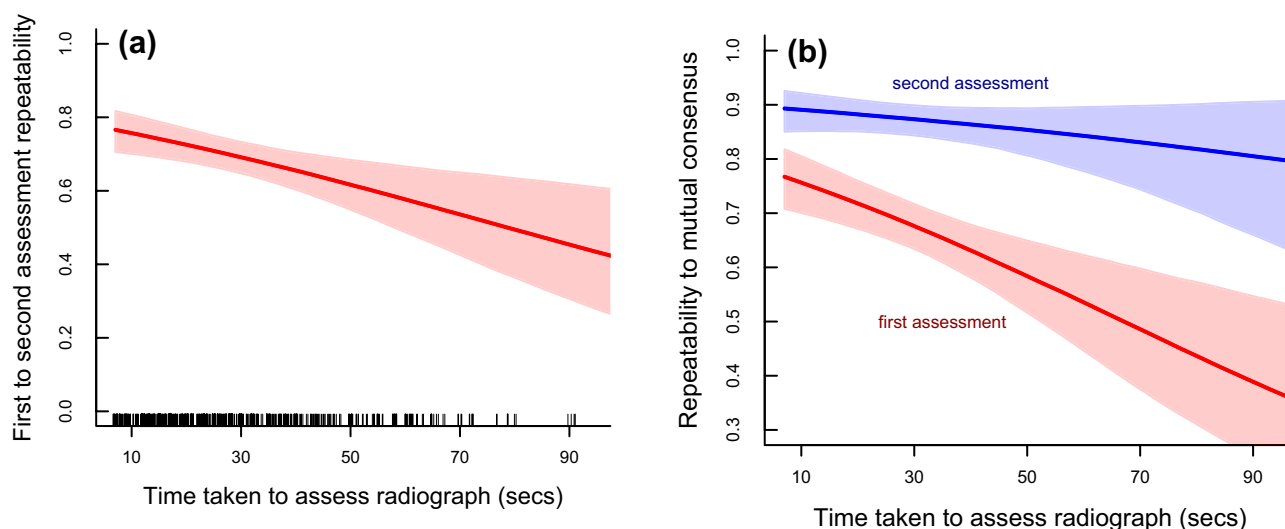 (a)
First to second assessment repeatability
1.0
0.8
0.6
0.4
0.2
0.0
10 30 50 70 90
Time taken to assess radiograph (secs)
(b)
Repeatability to mutual consensus
1.0
0.9
0.8
0.7
0.6
0.5
0.4
0.3
second assessment
first assessment
10 30 50 70 90
Time taken to assess radiograph (secs)